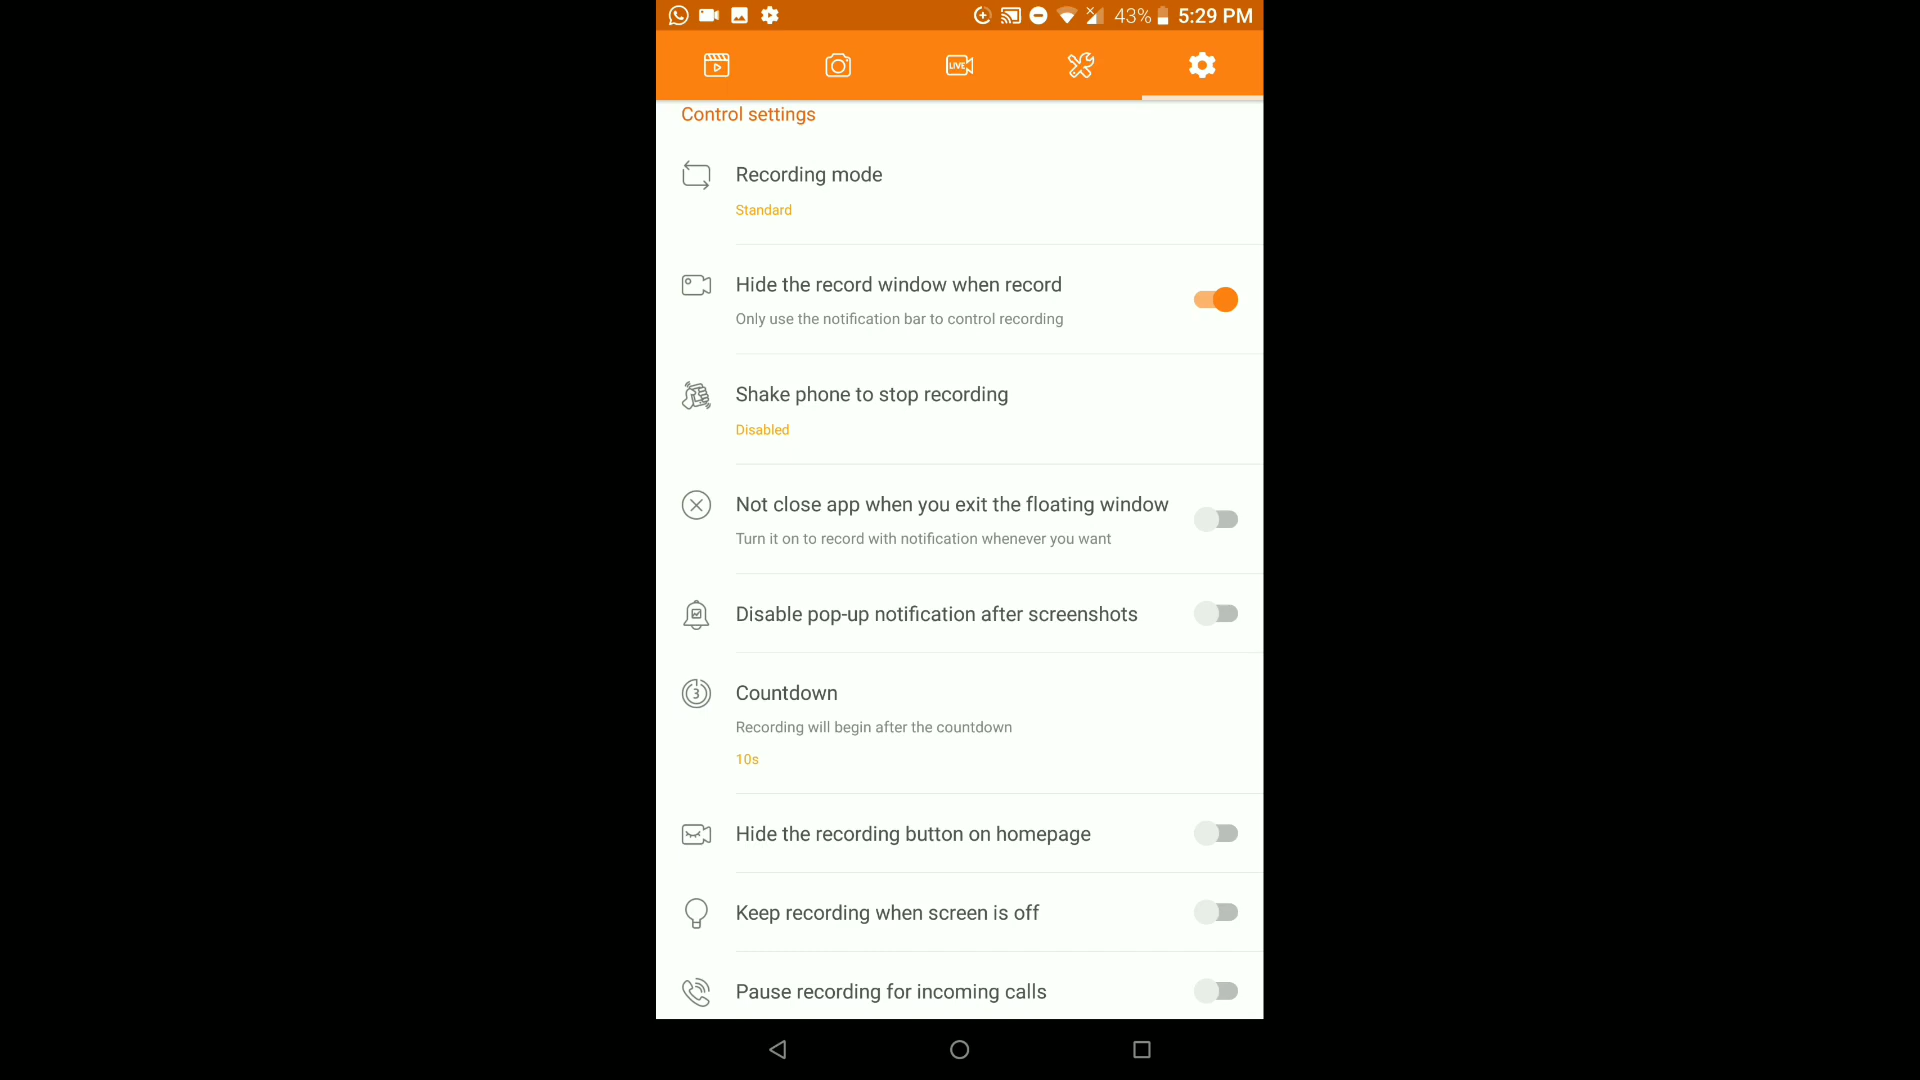 43% 5:29 PM
LIVE
Control settings
Recording mode
Standard
Hide the record window when record
Only use the notification bar to control recording
Shake phone to stop recording
Disabled
Not close app when you exit the floating window
Turn it on to record with notification whenever you want
Disable pop-up notification after screenshots
3
Countdown
Recording will begin after the countdown
10s
Hide the recording button on homepage
Keep recording when screen is off
Pause recording for incoming calls